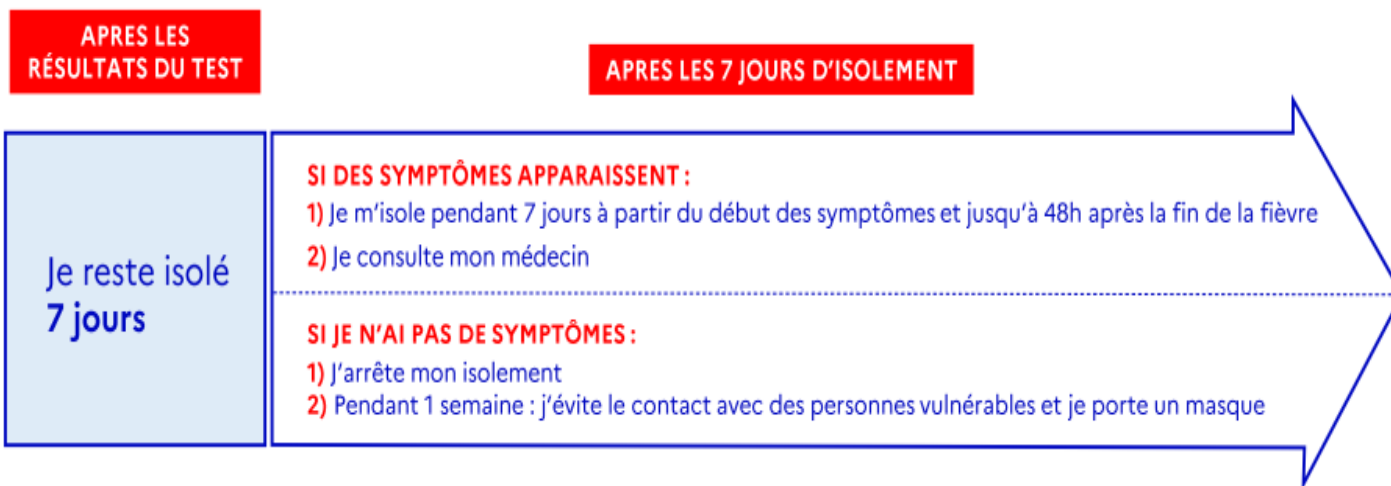 APRES LES
RÉSULTATS DU TEST
APRES LES 7 JOURS D'ISOLEMENT
Je reste isolé
7 jours
SI DES SYMPTÔMES APPARAISSENT :
1) Je m'isole pendant 7 jours à partir du début des symptômes et jusqu'à 48h après la fin de la fièvre
2) Je consulte mon médecin
SI JE N'AI PAS DE SYMPTÔMES :
1) J'arrête mon isolement
2) Pendant 1 semaine : j'évite le contact avec des personnes vulnérables et je porte un masque